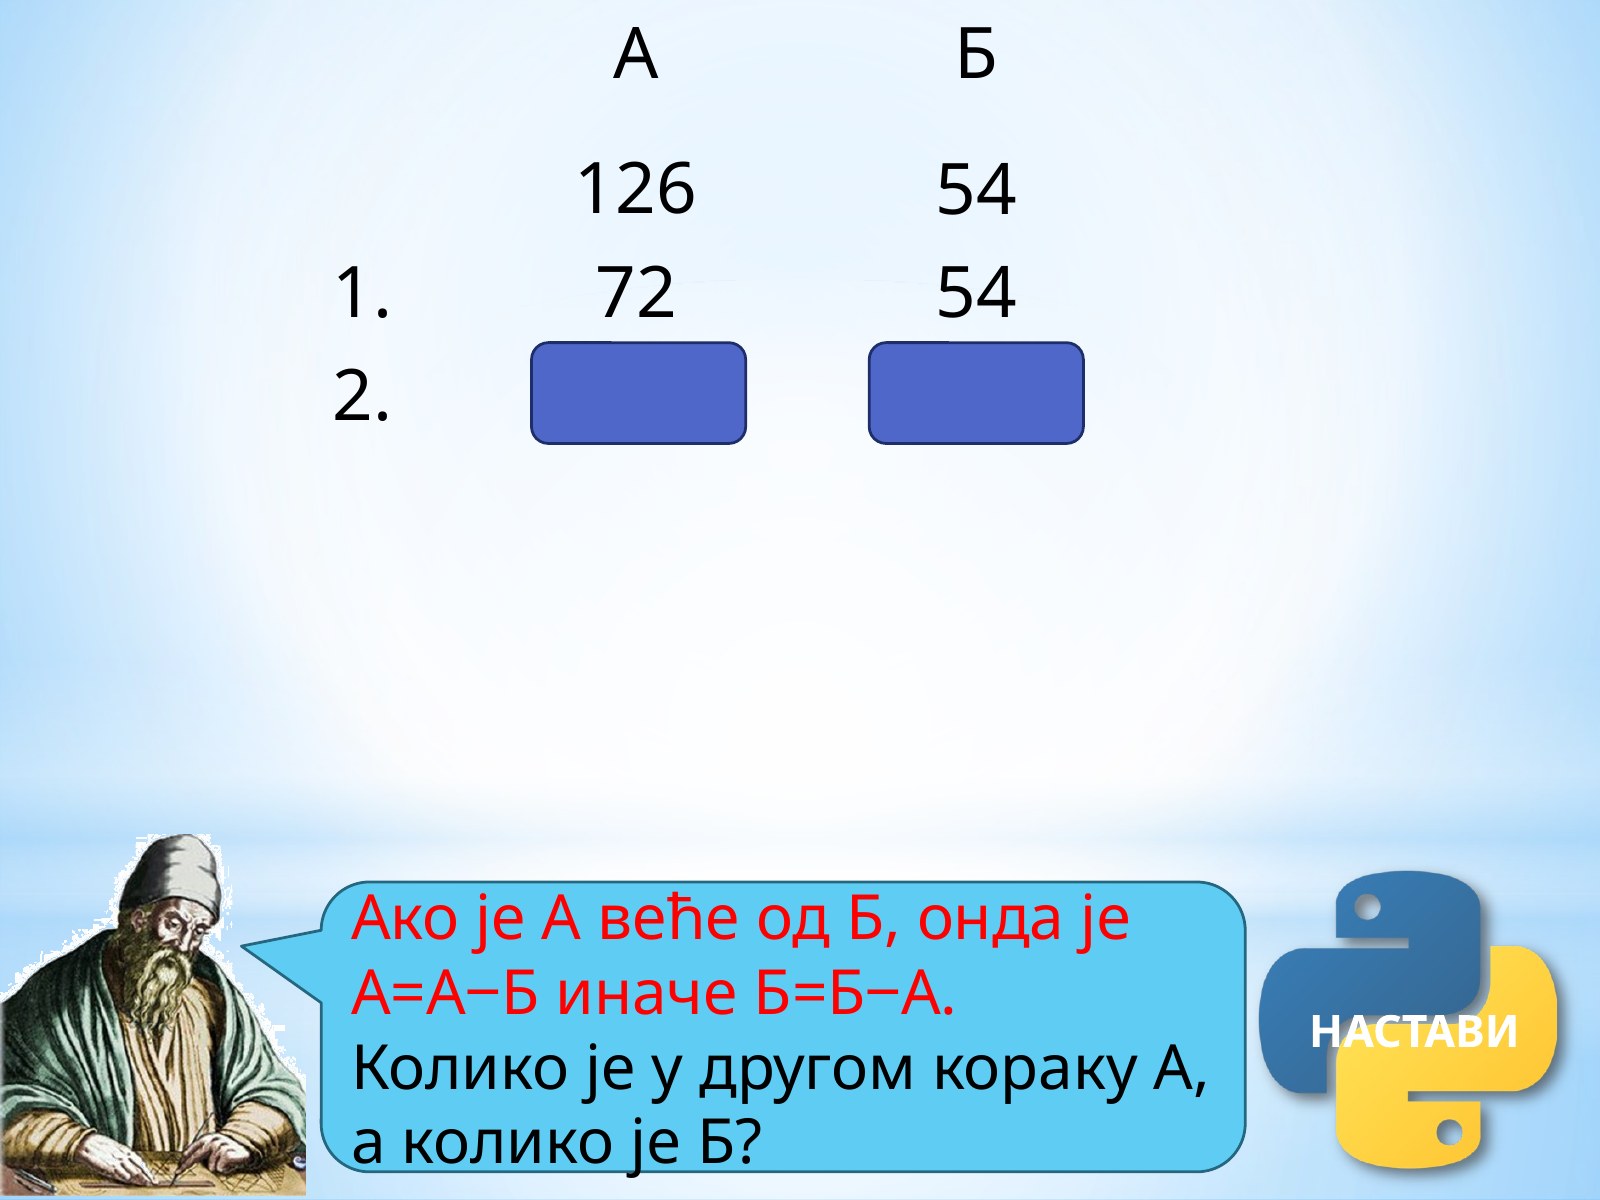 А Б
126 54
1. 72 54
2.
Ако је А веће од Б, онда је
А=А−Б иначе Б=Б−А.
Колико је у другом кораку А,
а колико је Б?
НАСТАВИ